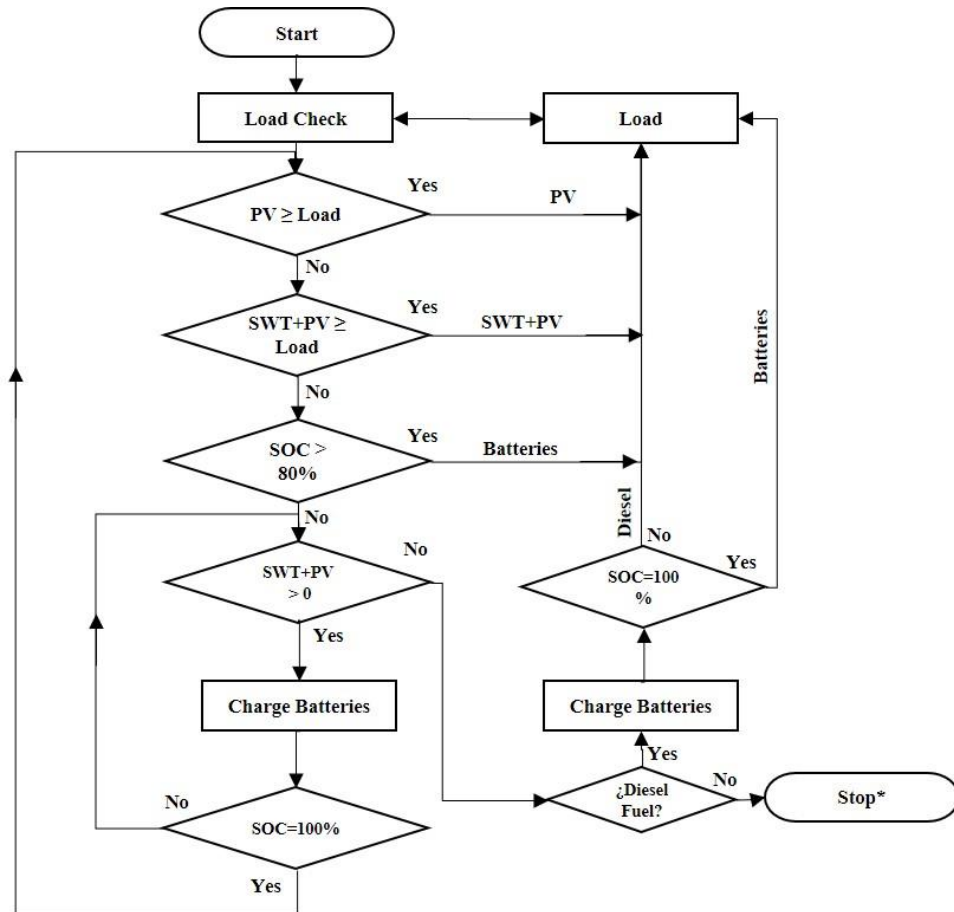 Start
Load Check
Load
Yes
PV
PV ≥ Load
No
Yes
SWT+PV
SWT+PV ≥
Load
Batteries
No
Yes
Batteries
SOC >
80%
Diesel
No
No
No
Yes
SWT+PV
> 0
SOC=100
%
Yes
Charge Batteries
Charge Batteries
Yes
No
¿Diesel
Fuel?
No
Stop*
SOC=100%
Yes